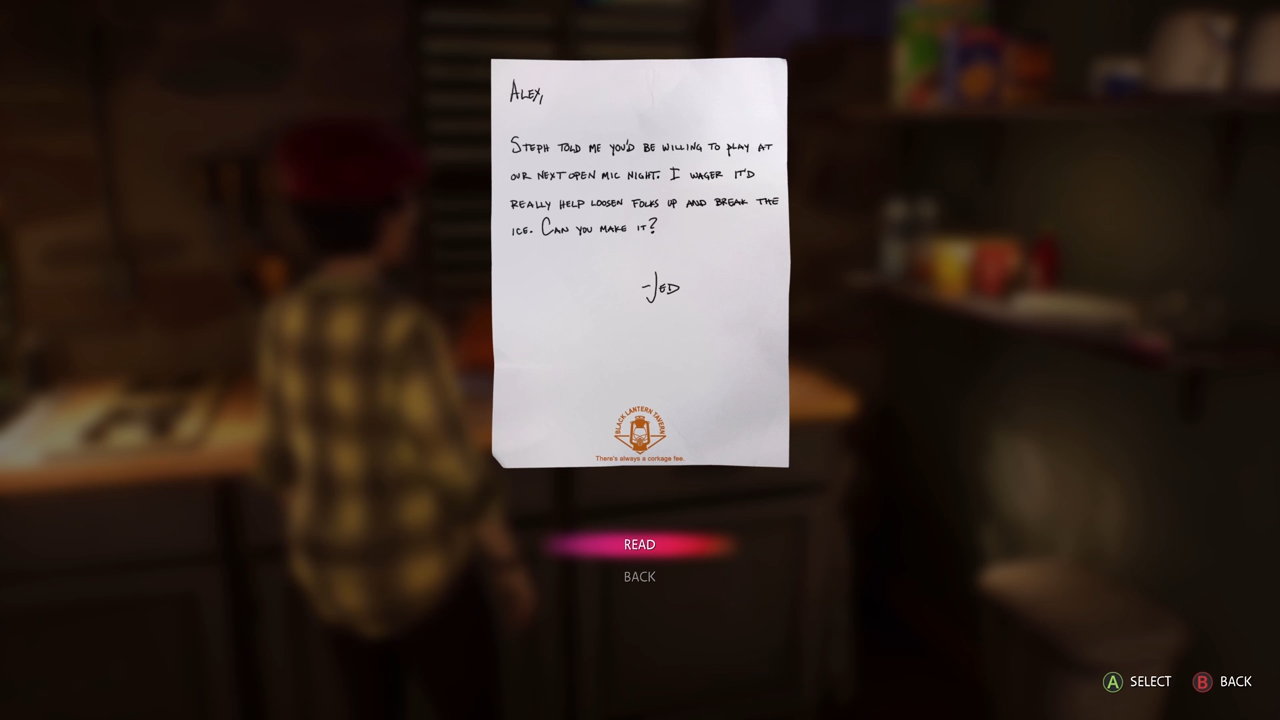 Alex,
Steph told me you'd be willing to play at
our next open mic night. I wager it'd
really help loosen folks up and break the
ice. Can you make it?
-Jed
BLACK LANTERN TAVERN
There's always a corkage fee.
READ
BACK
A SELECT B BACK